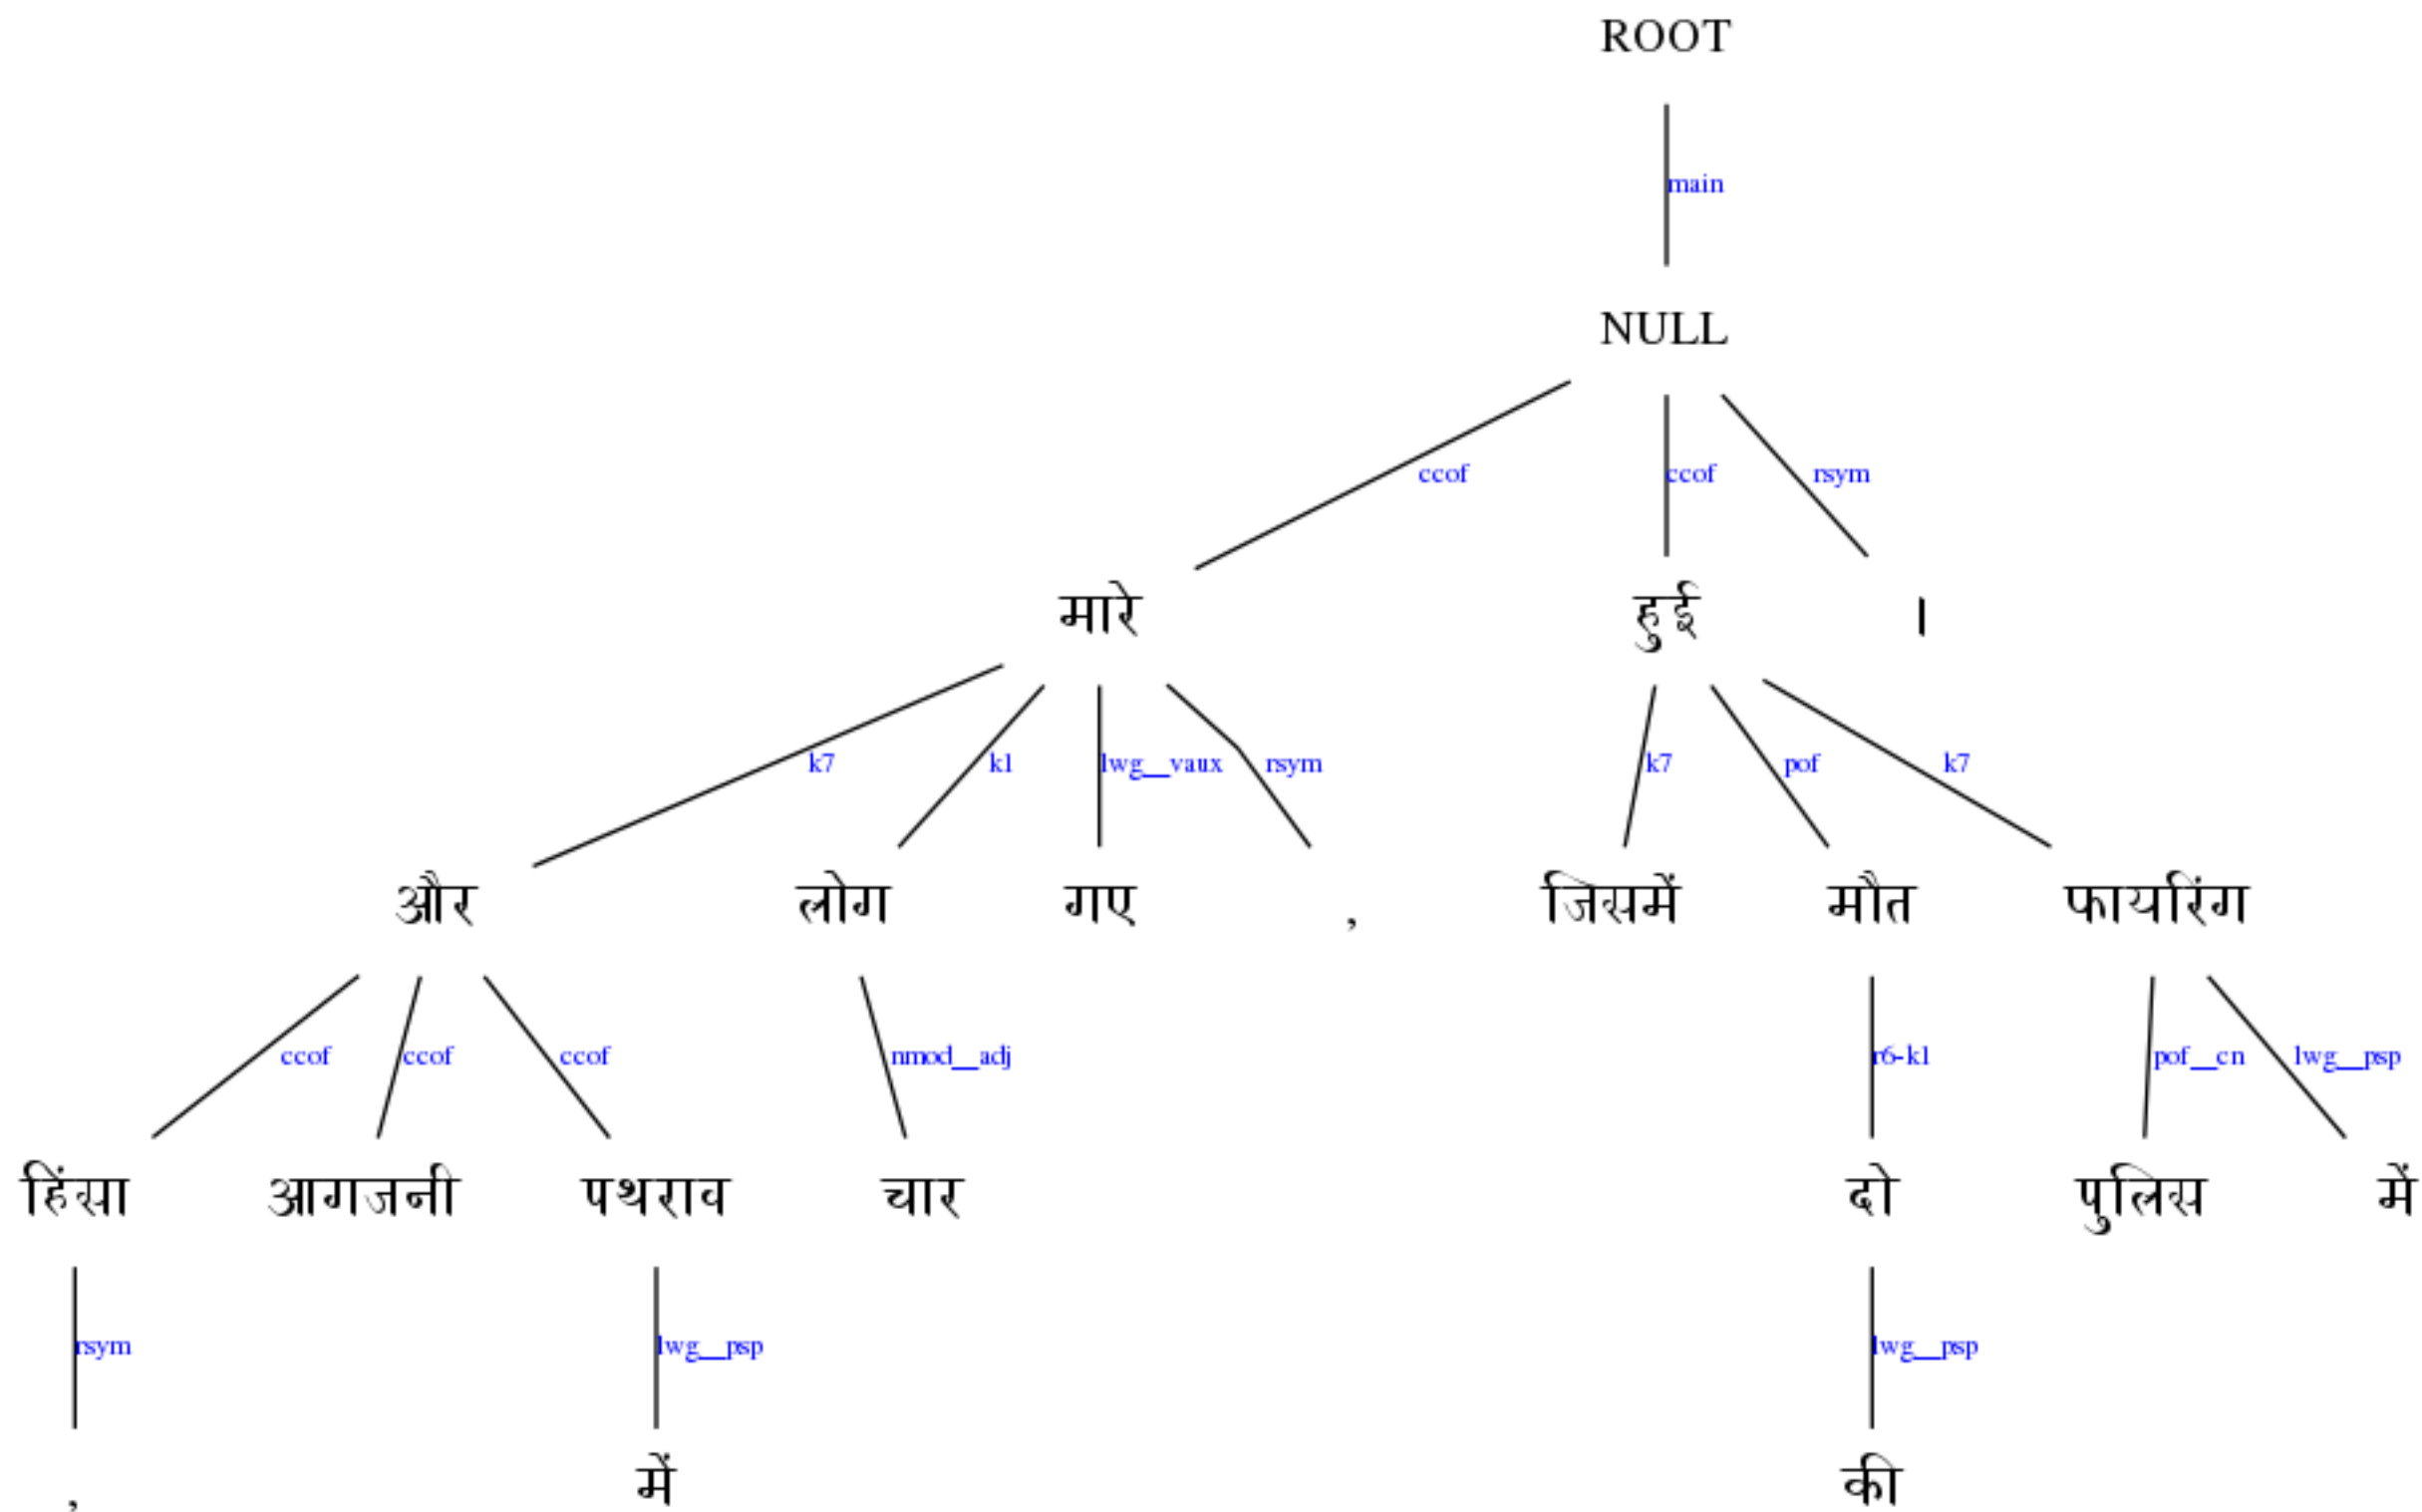 ROOT
main
NULL
ccof ccof rsym
मारे हुई ।
k7 k1 lwg__vaux rsym k7 pof k7
और लोग गए , जिसमें मौत फायरिंग
ccof ccof ccof nmod__adj r6-k1 pof__cn lwg__psp
हिंसा आगजनी पथराव चार दो पुलिस में
rsym lwg__psp lwg__psp
, में की